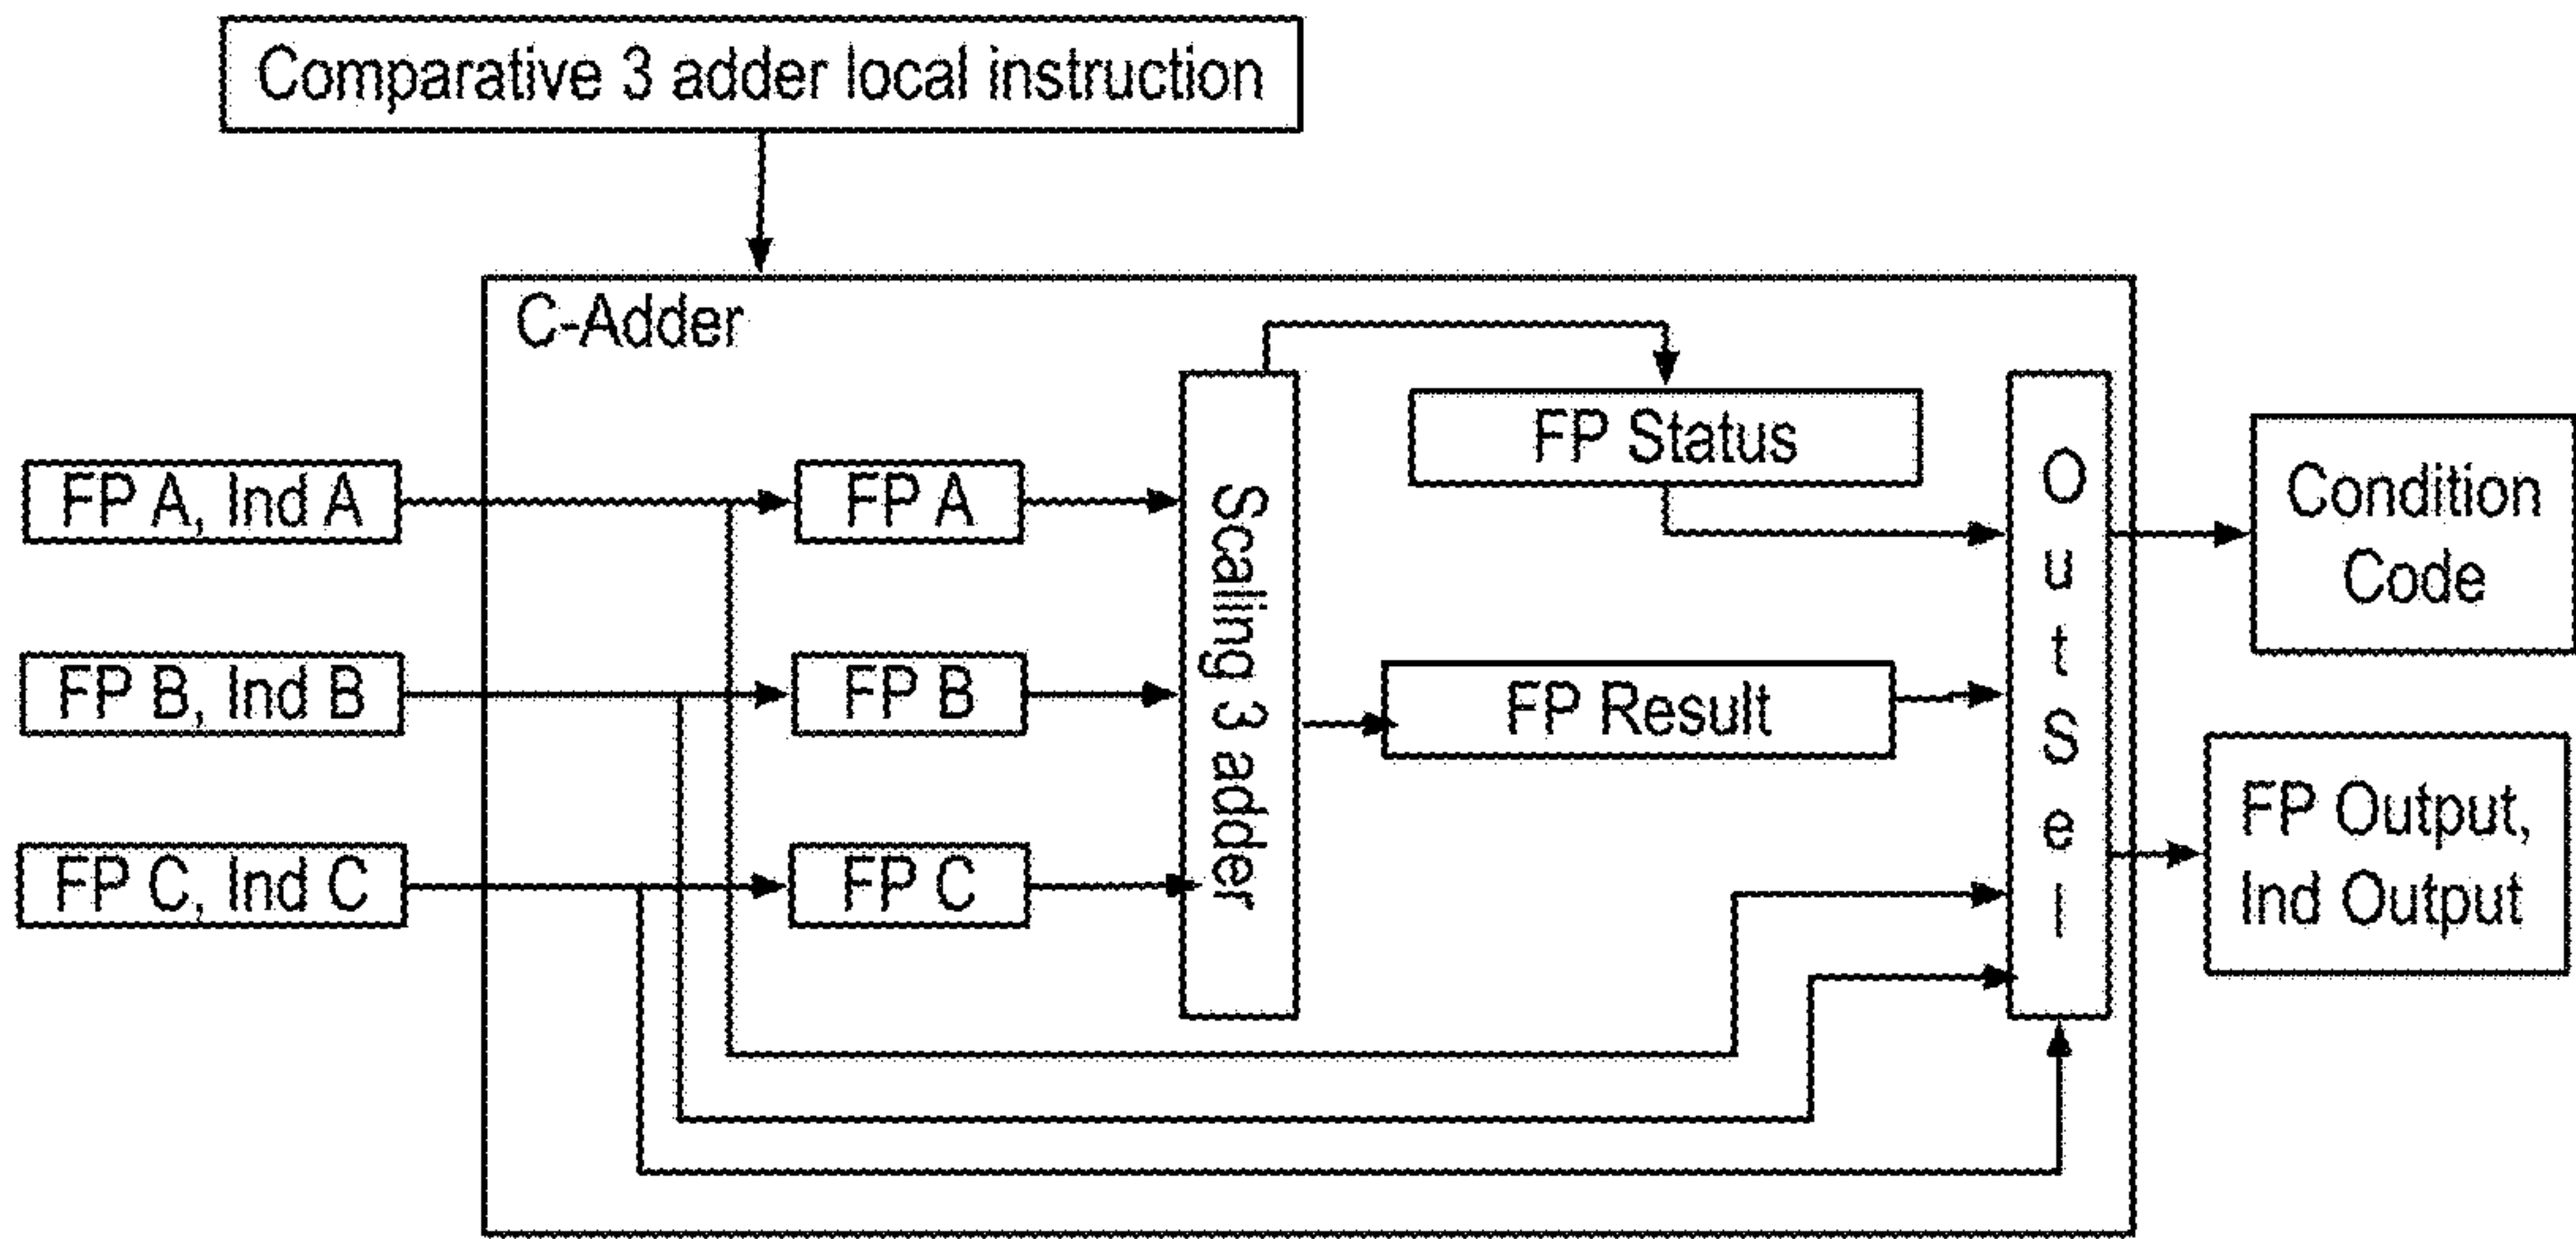 Comparative 3 adder local instruction
C-Adder
FP A, Ind A
FP A
FP B, Ind B
FP B
FP C, Ind C
FP C
Scaling 3 adder
FP Status
FP Result
OutSel
Condition
Code
FP Output,
Ind Output